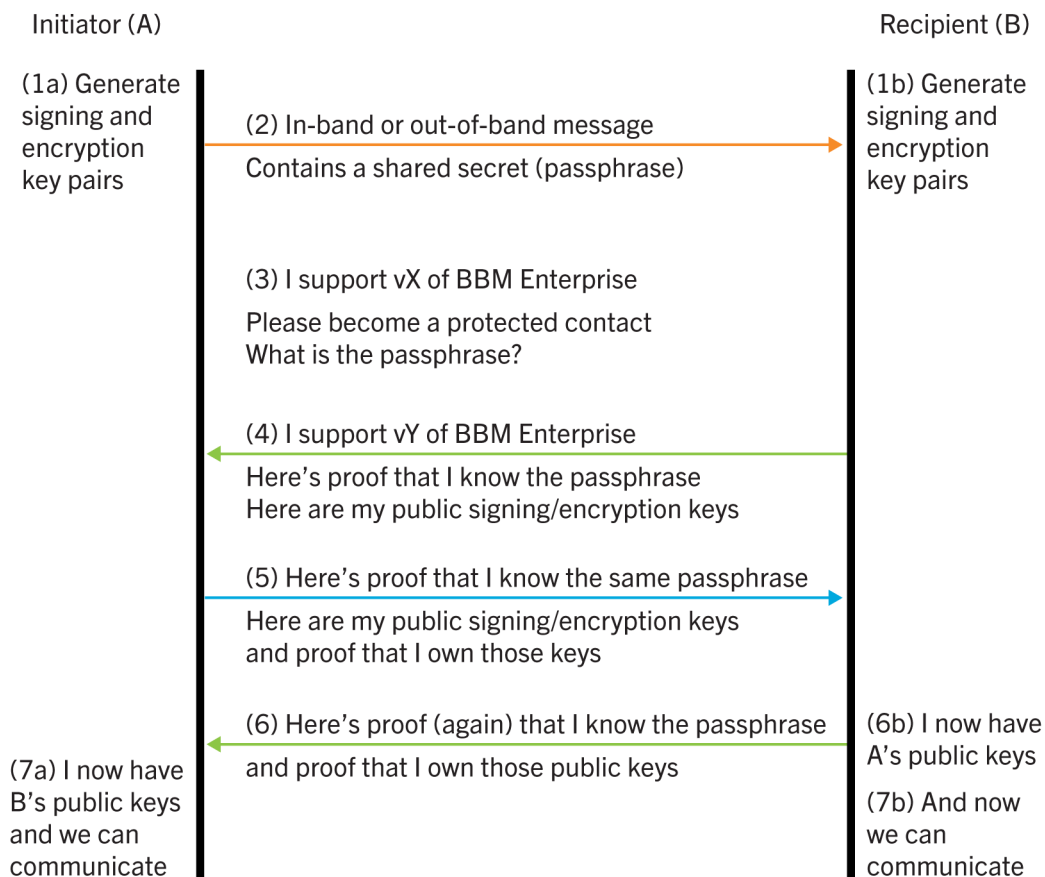 Initiator (A)
Recipient (B)
(1a) Generate
signing and
encryption
key pairs
(1b) Generate
signing and
encryption
key pairs
(2) In-band or out-of-band message
Contains a shared secret (passphrase)
(3) I support vX of BBM Enterprise
Please become a protected contact
What is the passphrase?
(4) I support vY of BBM Enterprise
Here’s proof that I know the passphrase
Here are my public signing/encryption keys
(5) Here’s proof that I know the same passphrase
Here are my public signing/encryption keys
and proof that I own those keys
(6) Here’s proof (again) that I know the passphrase
and proof that I own those public keys
(6b) I now have
A’s public keys
(7a) I now have
B’s public keys
and we can
communicate
(7b) And now
we can
communicate